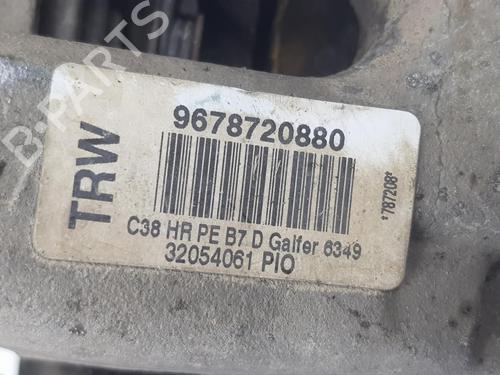 TRW
9678720880
C38 HR PE B7 D Galfer 6349
32054061 PIO
*787208*
B-PARTS